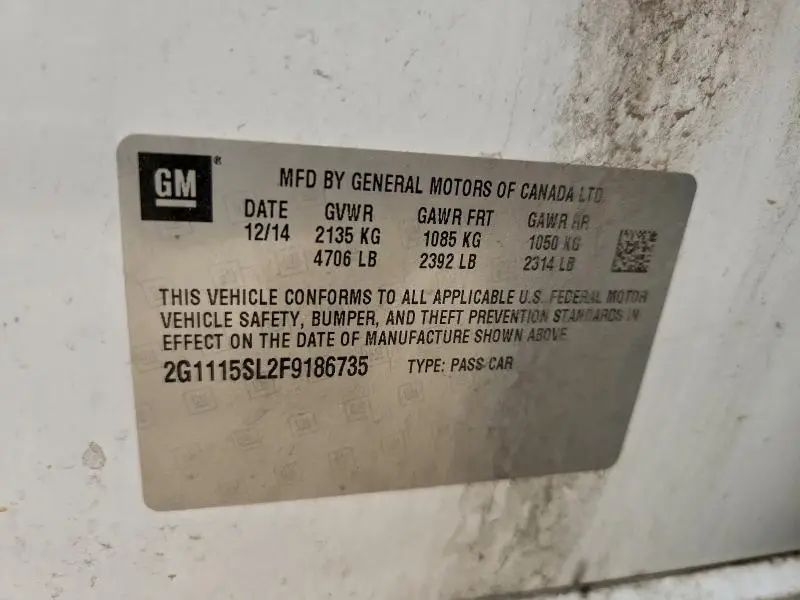 GM®
MFD BY GENERAL MOTORS OF CANADA LTD.
DATE GVWR GAWR FRT GAWR RR
12/14 2135 KG 1085 KG 1050 KG
4706 LB 2392 LB 2314 LB
THIS VEHICLE CONFORMS TO ALL APPLICABLE U.S. FEDERAL MOTOR
VEHICLE SAFETY, BUMPER, AND THEFT PREVENTION STANDARDS IN
EFFECT ON THE DATE OF MANUFACTURE SHOWN ABOVE.
2G1115SL2F9186735 TYPE: PASS CAR